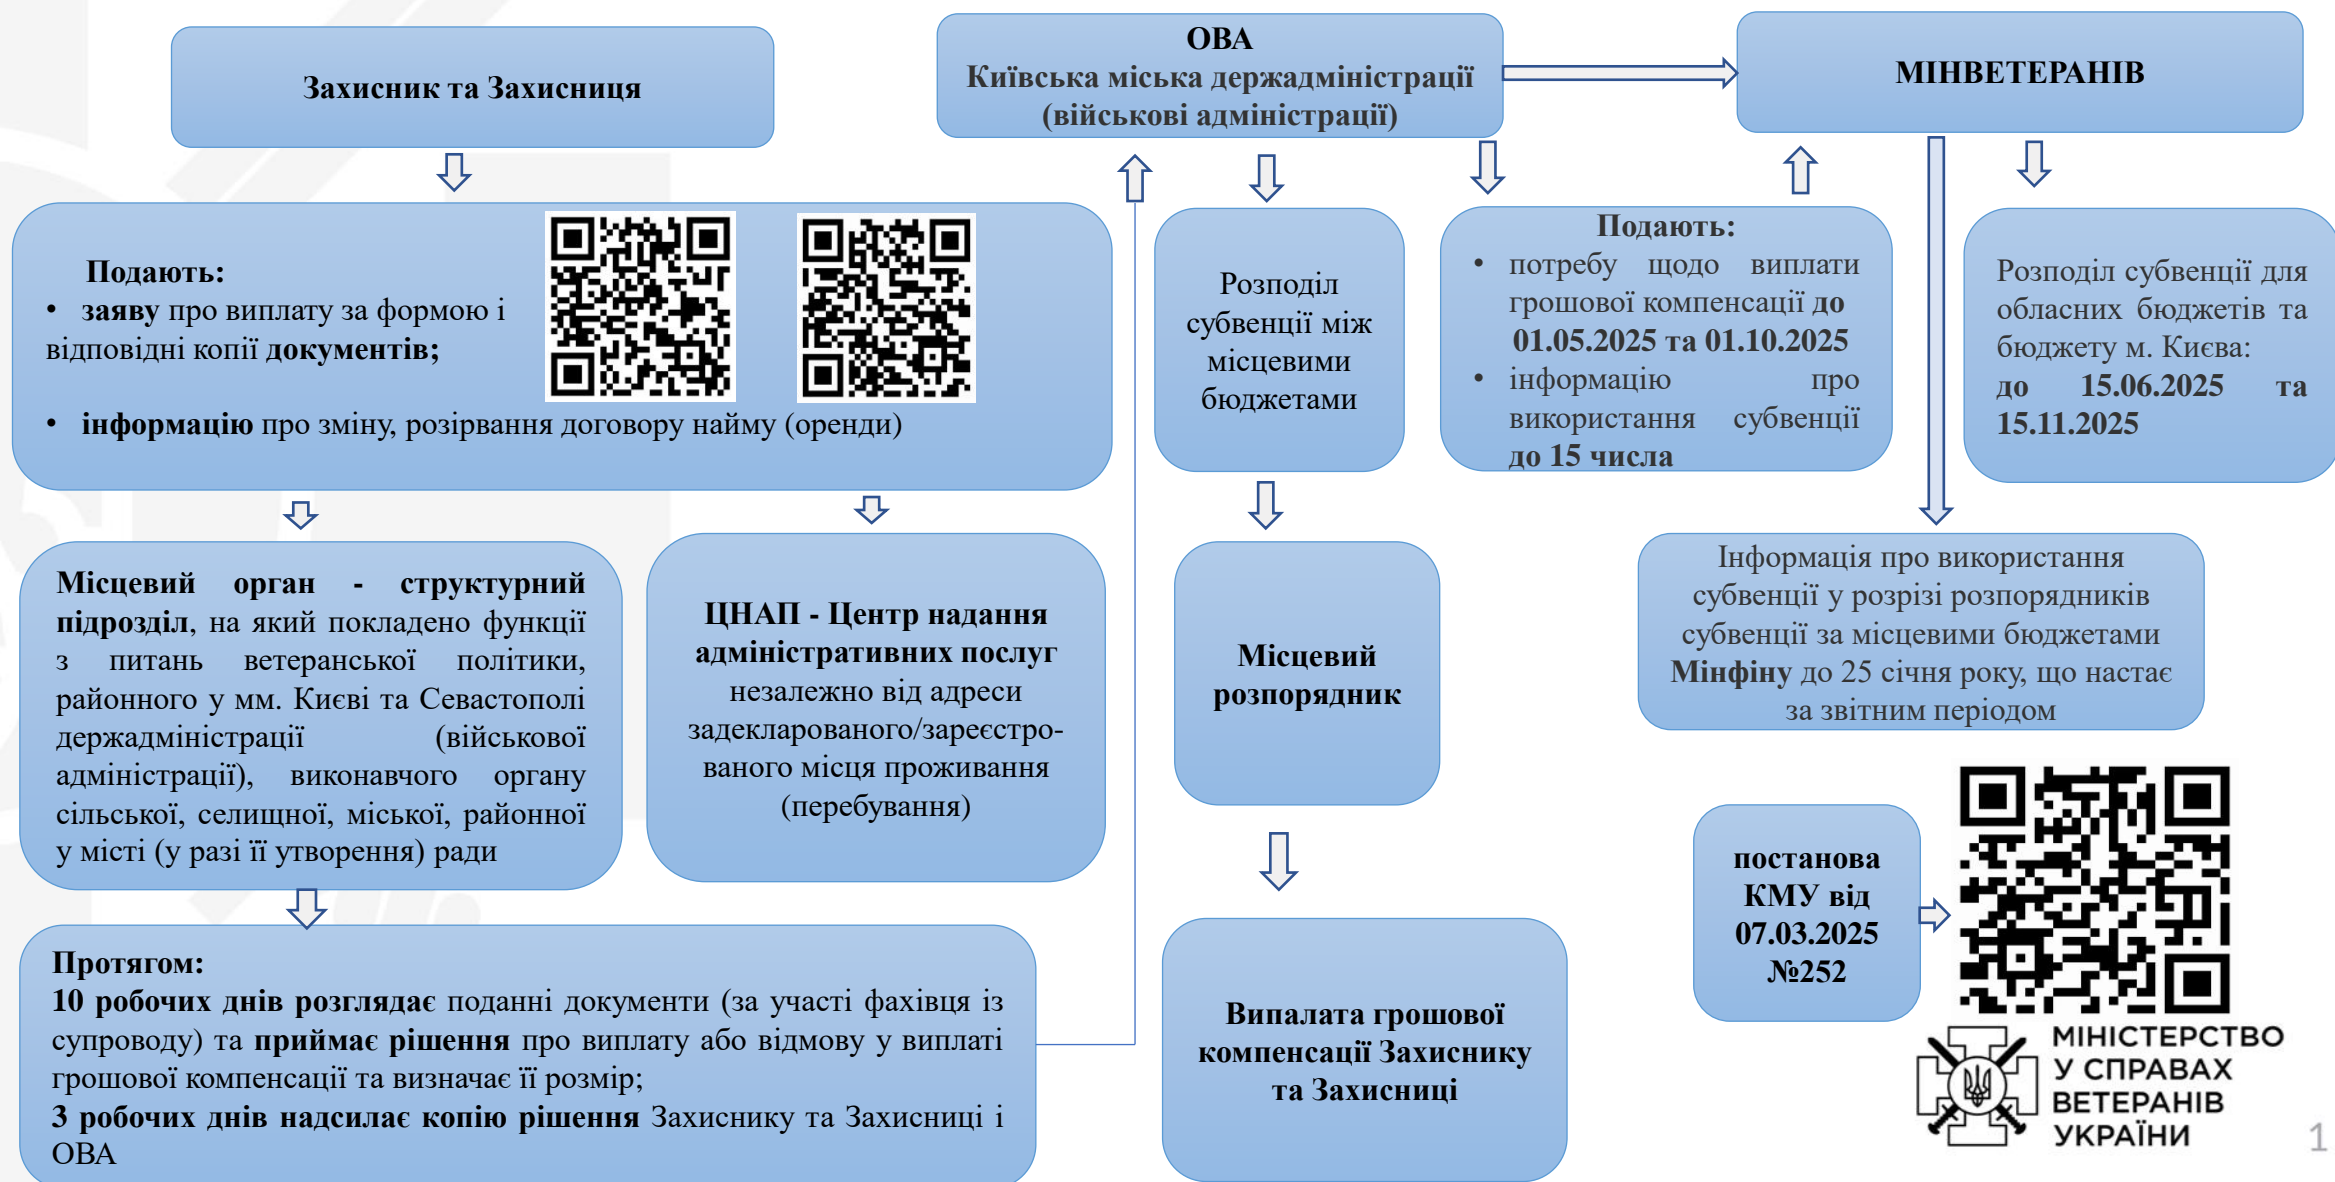 Захисник та Захисниця
ОВА
Київська міська держадміністрації
(військові адміністрації)
МІНВЕТЕРАНІВ
Подають:
• заяву про виплату за формою і
відповідні копії документів;
• інформацію про зміну, розірвання договору найму (оренди)
Розподіл
субвенції між
місцевими
бюджетами
Подають:
• потребу щодо виплати
грошової компенсації до
01.05.2025 та 01.10.2025
• інформацію про
використання субвенції
до 15 числа
Розподіл субвенції для
обласних бюджетів та
бюджету м. Києва:
до 15.06.2025 та
15.11.2025
Місцевий орган - структурний
підрозділ, на який покладено функції
з питань ветеранської політики,
районного у мм. Києві та Севастополі
держадміністрації (військової
адміністрації), виконавчого органу
сільської, селищної, міської, районної
у місті (у разі її утворення) ради
ЦНАП - Центр надання
адміністративних послуг
незалежно від адреси
задекларованого/зареєстро-
ваного місця проживання
(перебування)
Місцевий
розпорядник
Інформація про використання
субвенції у розрізі розпорядників
субвенції за місцевими бюджетами
Мінфіну до 25 січня року, що настає
за звітним періодом
Протягом:
10 робочих днів розглядає поданні документи (за участі фахівця із
супроводу) та приймає рішення про виплату або відмову у виплаті
грошової компенсації та визначає її розмір;
3 робочих днів надсилає копію рішення Захиснику та Захисниці і
ОВА
Випалата грошової
компенсації Захиснику
та Захисниці
постанова
КМУ від
07.03.2025
№252
МІНІСТЕРСТВО
У СПРАВАХ
ВЕТЕРАНІВ
УКРАЇНИ
1